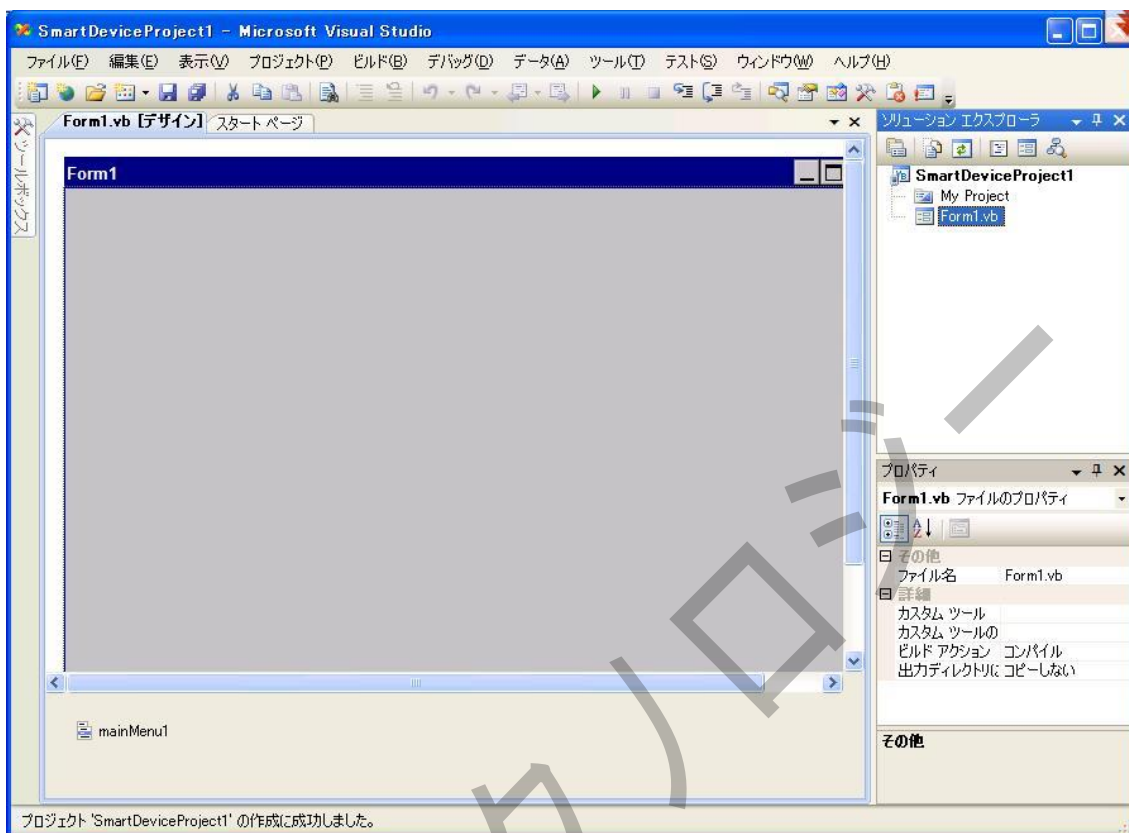 SmartDeviceProject1 - Microsoft Visual Studio
ファイル(F) 編集(E) 表示(V) プロジェクト(P) ビルド(B) デバッグ(D) データ(A) ツール(T) テスト(S) ウィンドウ(W) ヘルプ(H)
ツールボックス
Form1.vb [デザイン] スタート ページ
Form1
mainMenu1
ソリューション エクスプローラ
SmartDeviceProject1
My Project
Form1.vb
プロパティ
Form1.vb ファイルのプロパティ
その他
ファイル名 Form1.vb
詳細
カスタム ツール
カスタム ツールの
ビルド アクション コンパイル
出力ディレクトリに コピーしない
その他
プロジェクト 'SmartDeviceProject1' の作成に成功しました。
クノロジー